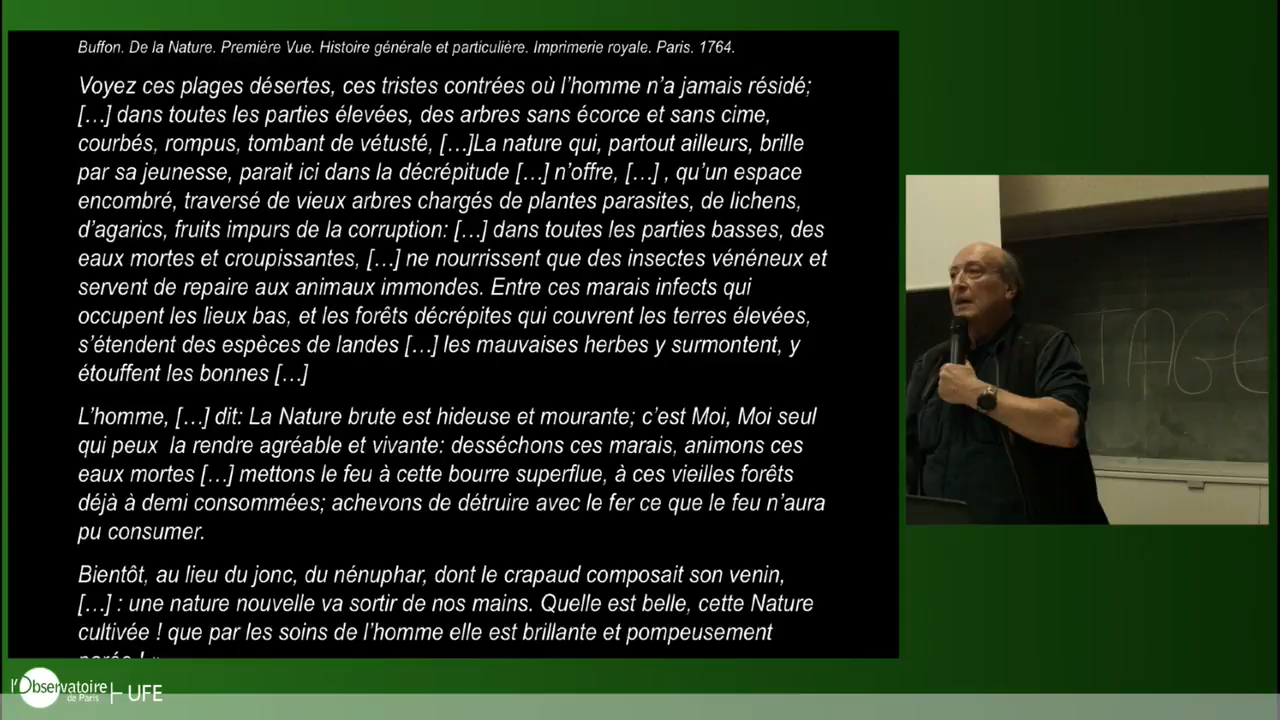 Buffon. De la Nature. Première Vue. Histoire générale et particulière. Imprimerie royale. Paris. 1764.
Voyez ces plages désertes, ces tristes contrées où l’homme n’a jamais résidé;
[…] dans toutes les parties élevées, des arbres sans écorce et sans cime,
courbés, rompus, tombant de vétusté, […]La nature qui, partout ailleurs, brille
par sa jeunesse, parait ici dans la décrépitude […] n’offre, […] , qu’un espace
encombré, traversé de vieux arbres chargés de plantes parasites, de lichens,
d’agarics, fruits impurs de la corruption: […] dans toutes les parties basses, des
eaux mortes et croupissantes, […] ne nourrissent que des insectes vénéneux et
servent de repaire aux animaux immondes. Entre ces marais infects qui
occupent les lieux bas, et les forêts décrépites qui couvrent les terres élevées,
s’étendent des espèces de landes […] les mauvaises herbes y surmontent, y
étouffent les bonnes […]
L’homme, […] dit: La Nature brute est hideuse et mourante; c’est Moi, Moi seul
qui peux  la rendre agréable et vivante: desséchons ces marais, animons ces
eaux mortes […] mettons le feu à cette bourre superflue, à ces vieilles forêts
déjà à demi consommées; achevons de détruire avec le fer ce que le feu n’aura
pu consumer.
Bientôt, au lieu du jonc, du nénuphar, dont le crapaud composait son venin,
[…] : une nature nouvelle va sortir de nos mains. Quelle est belle, cette Nature
cultivée ! que par les soins de l’homme elle est brillante et pompeusement
TAGE
l'Observatoire
de Paris
UFE